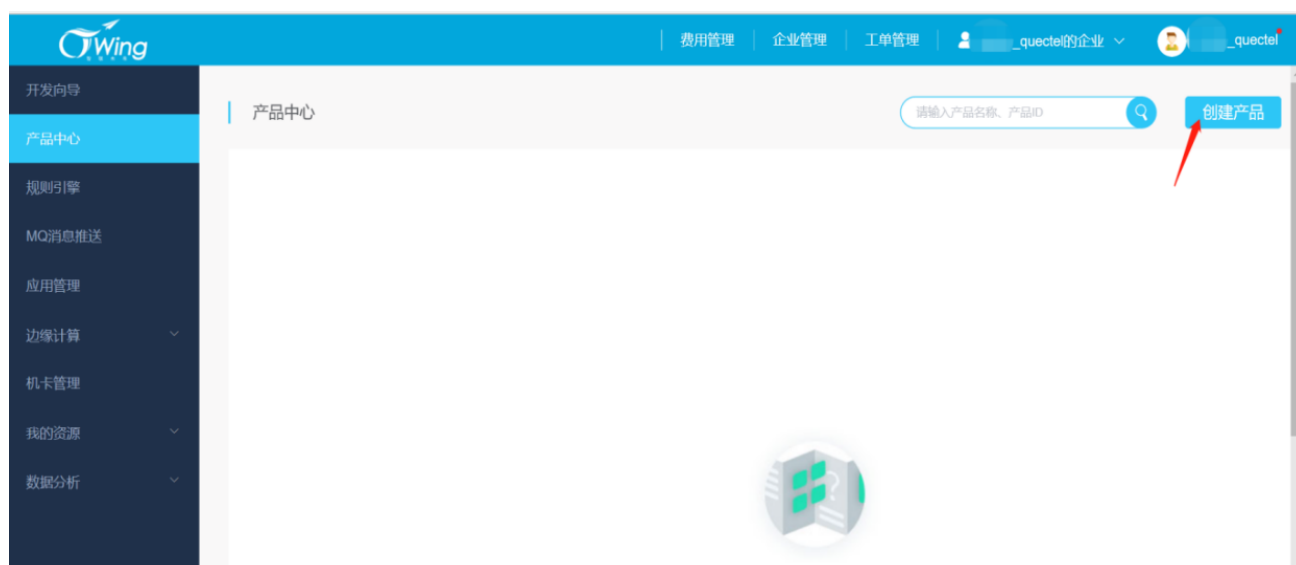 CTWing
费用管理
企业管理
工单管理
_quectel的企业
_quectel
开发向导
产品中心
规则引擎
MQ消息推送
应用管理
边缘计算
机卡管理
我的资源
数据分析
产品中心
请输入产品名称、产品ID
创建产品